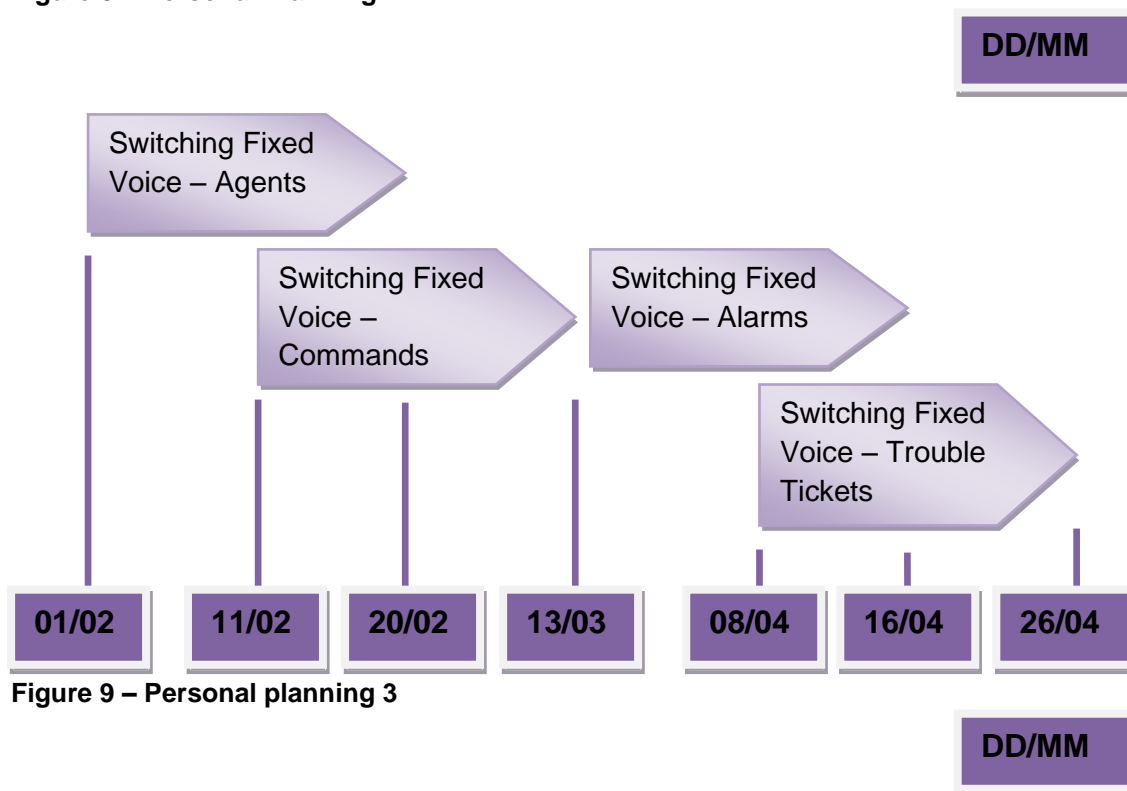 DD/MM
Switching Fixed
Voice – Agents
Switching Fixed
Voice –
Commands
Switching Fixed
Voice – Alarms
Switching Fixed
Voice – Trouble
Tickets
01/02
11/02
20/02
13/03
08/04
16/04
26/04
Figure 9 – Personal planning 3
DD/MM